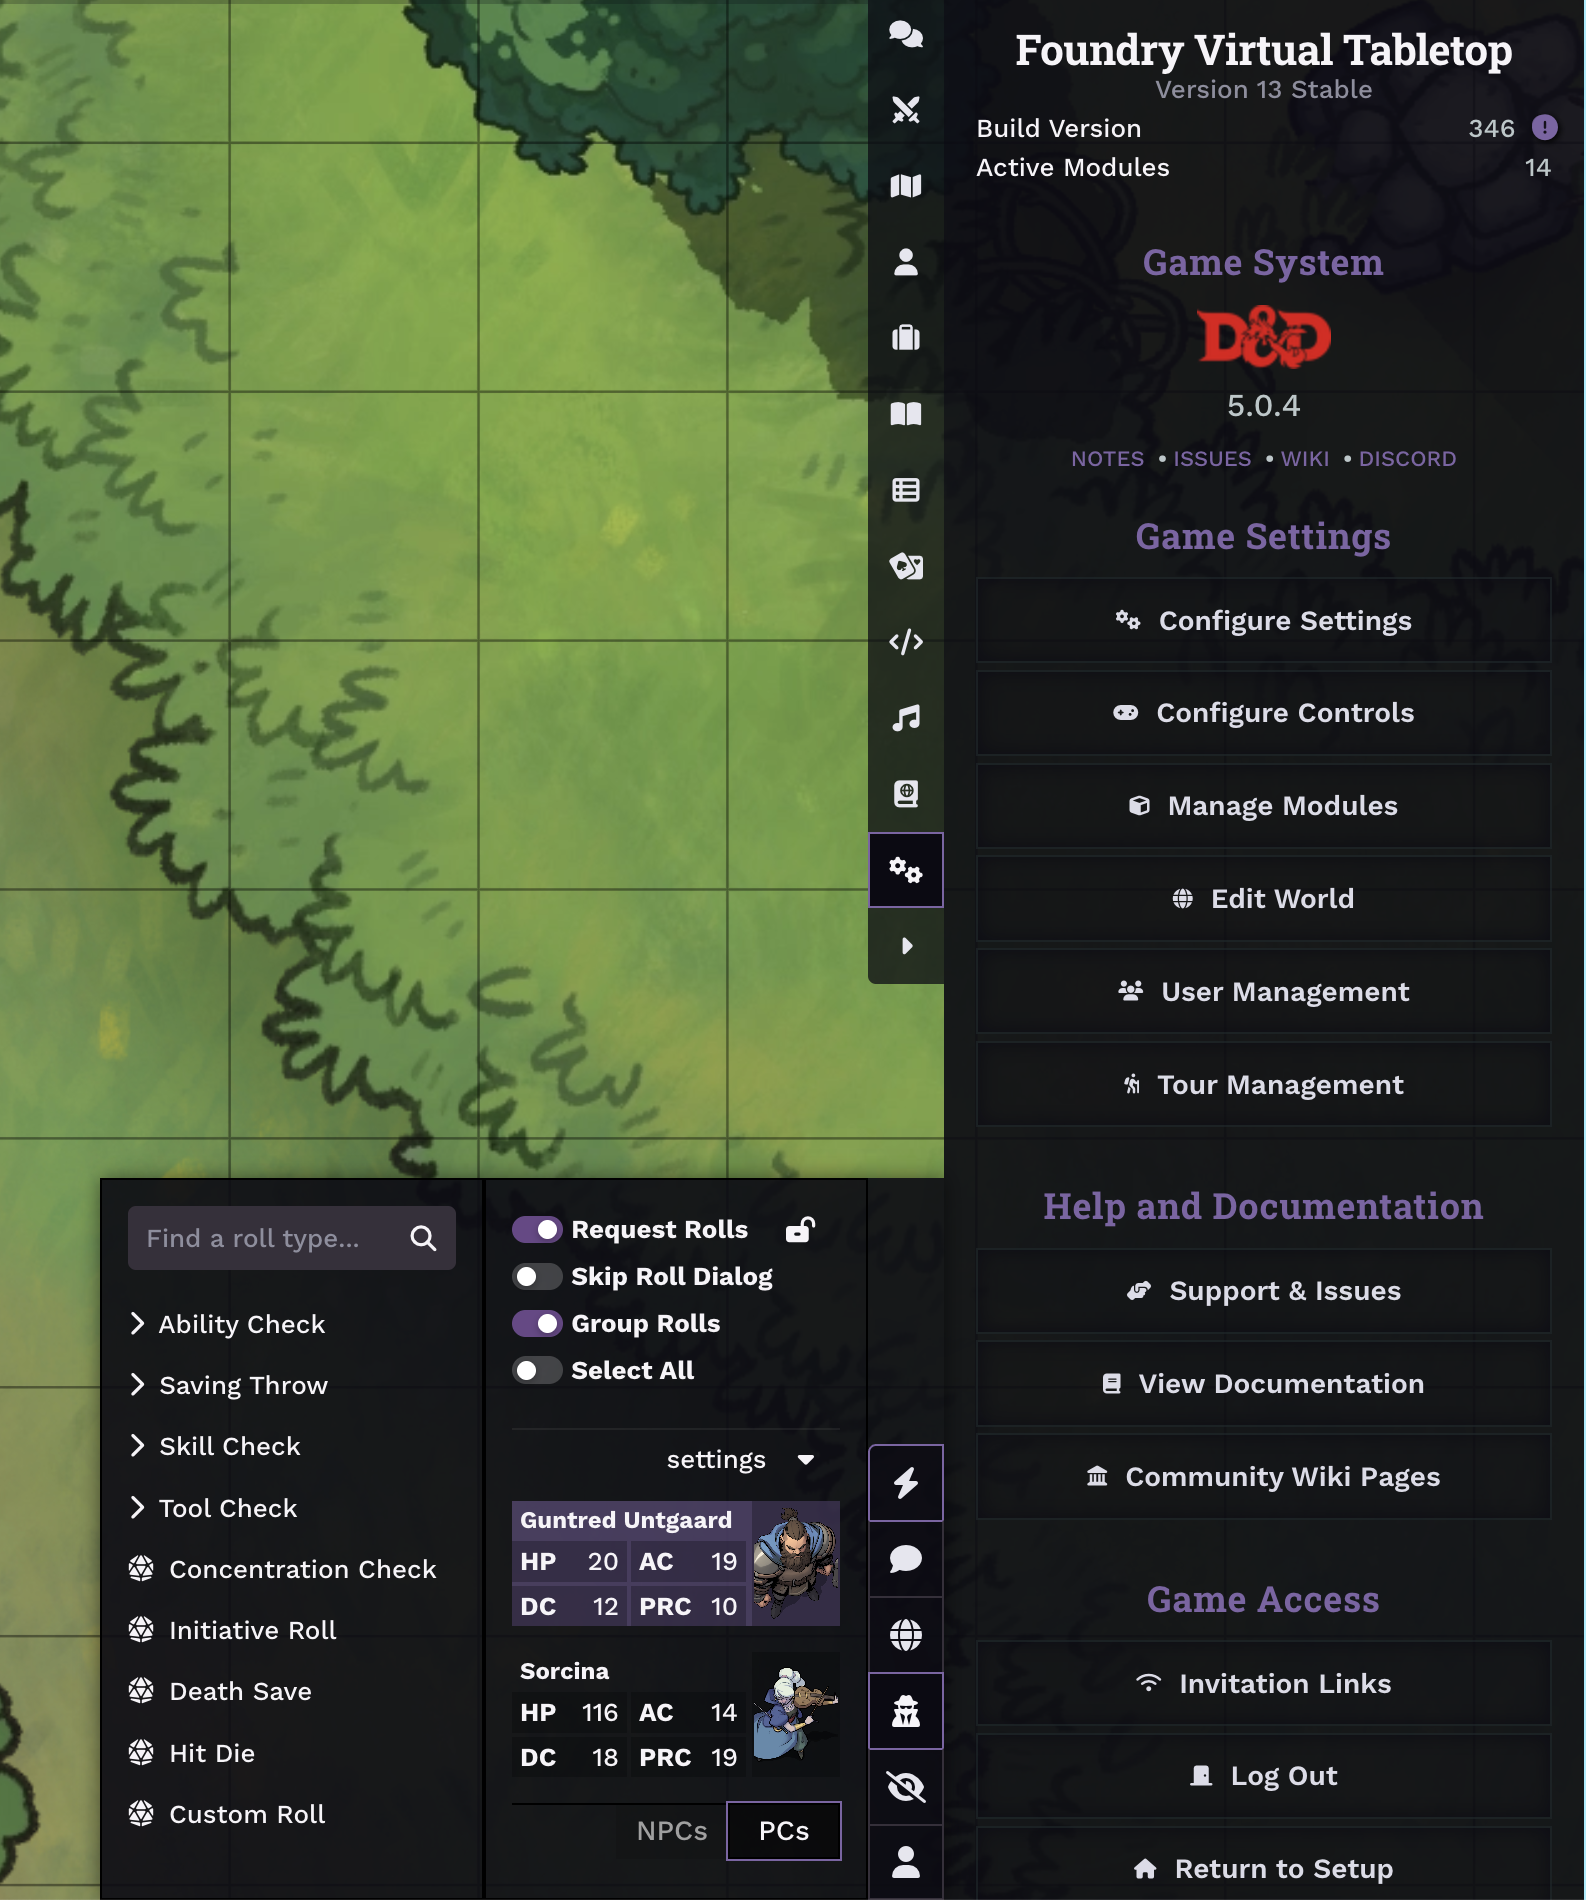 Foundry Virtual Tabletop
Version 13 Stable
Build Version 346
Active Modules 14
Game System
D&D
5.0.4
NOTES • ISSUES • WIKI • DISCORD
Game Settings
Configure Settings
Configure Controls
Manage Modules
Edit World
User Management
Tour Management
Help and Documentation
Support & Issues
View Documentation
Community Wiki Pages
Game Access
Invitation Links
Log Out
Return to Setup
Find a roll type...
Ability Check
Saving Throw
Skill Check
Tool Check
Concentration Check
Initiative Roll
Death Save
Hit Die
Custom Roll
Request Rolls
Skip Roll Dialog
Group Rolls
Select All
settings
Guntred Untgaard
HP 20 AC 19
DC 12 PRC 10
Sorcina
HP 116 AC 14
DC 18 PRC 19
NPCs PCs